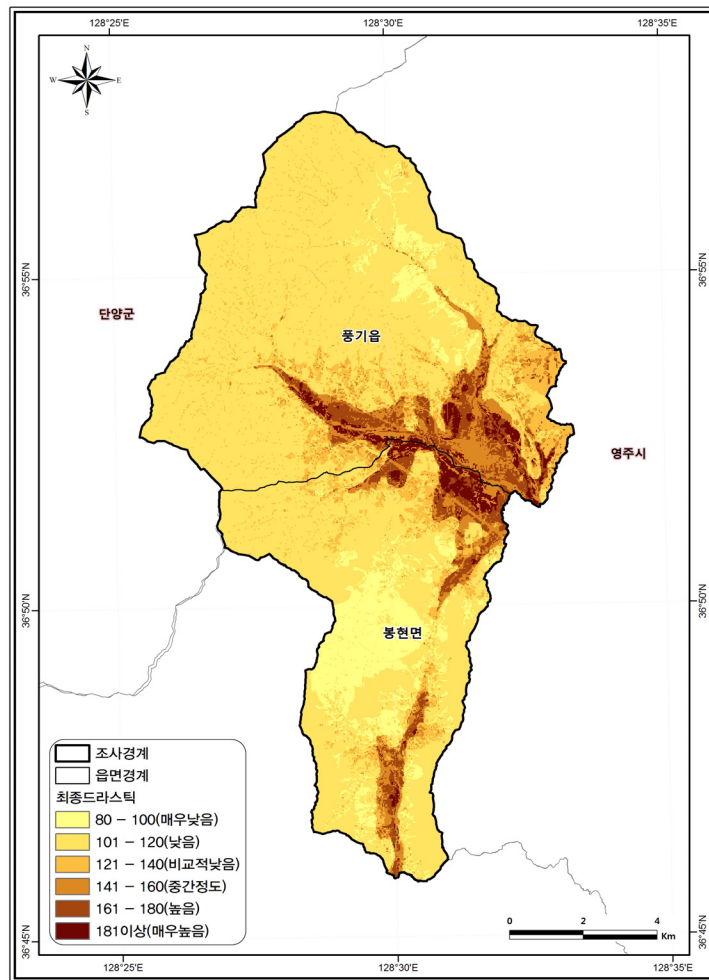 128°25'E 128°30'E 128°35'E
N
W E
S
36°55'N 36°55'N
단양군
풍기읍
영주시
36°50'N 36°50'N
봉현면
조사경계
읍면경계
최종드라스틱
80 - 100(매우낮음)
101 - 120(낮음)
121 - 140(비교적낮음)
141 - 160(중간정도)
161 - 180(높음)
181이상(매우높음)
0 2 4
Km
36°45'N 36°45'N
128°25'E 128°30'E 128°35'E